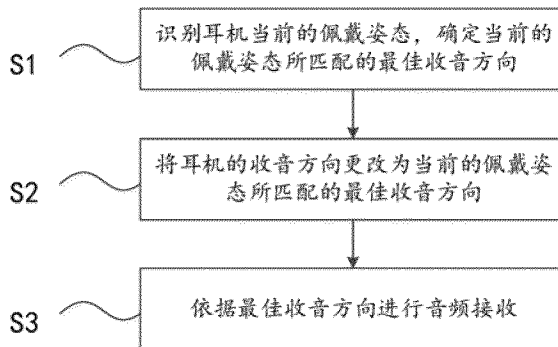 S1
识别耳机当前的佩戴姿态，确定当前的
佩戴姿态所匹配的最佳收音方向
S2
将耳机的收音方向更改为当前的佩戴姿
态所匹配的最佳收音方向
S3
依据最佳收音方向进行音频接收